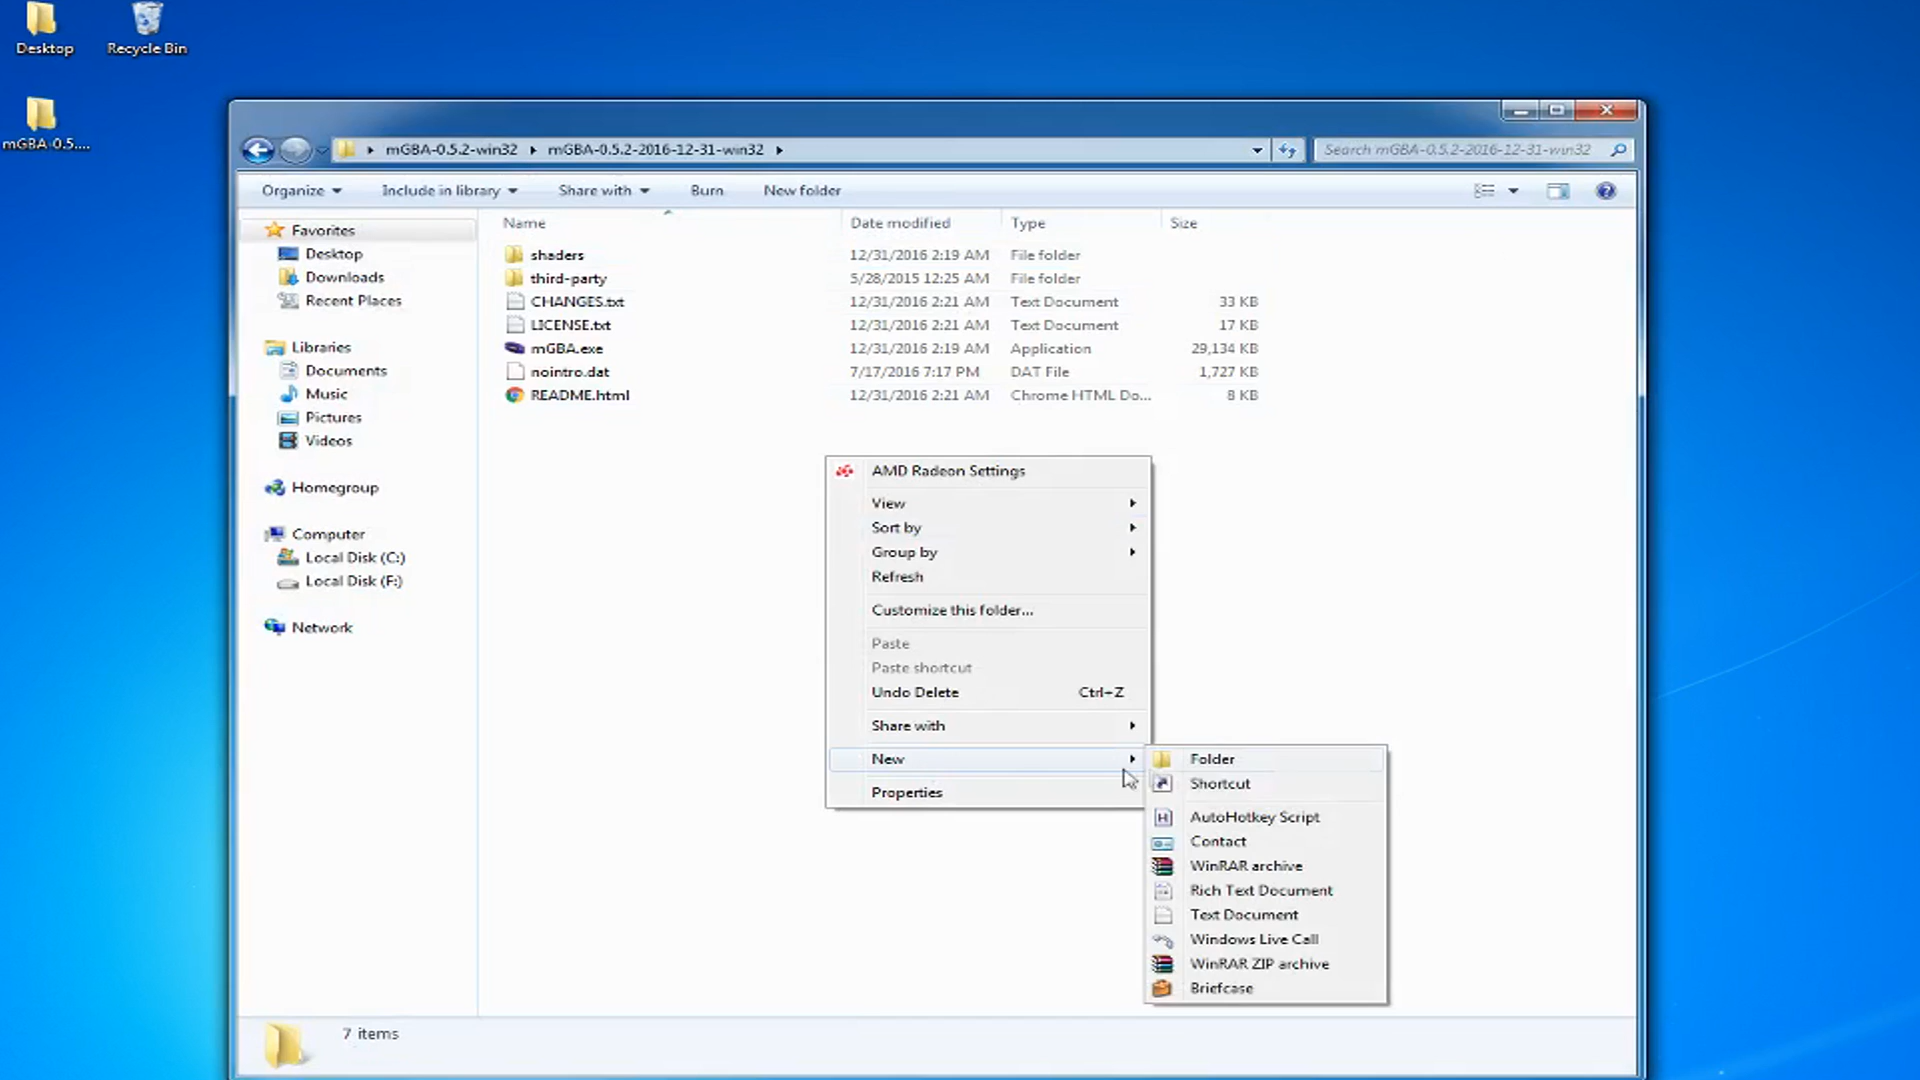 Desktop
Recycle Bin
mGBA-0.5....
mGBA-0.5.2-win32
mGBA-0.5.2-2016-12-31-win32
Search mGBA-0.5.2-2016-12-31-win32
Organize
Include in library
Share with
Burn
New folder
Favorites
Desktop
Downloads
Recent Places
Libraries
Documents
Music
Pictures
Videos
Homegroup
Computer
Local Disk (C:)
Local Disk (F:)
Network
Name Date modified Type Size
shaders 12/31/2016 2:19 AM File folder
third-party 5/28/2015 12:25 AM File folder
CHANGES.txt 12/31/2016 2:21 AM Text Document 33 KB
LICENSE.txt 12/31/2016 2:21 AM Text Document 17 KB
mGBA.exe 12/31/2016 2:19 AM Application 29,134 KB
nointro.dat 7/17/2016 7:17 PM DAT File 1,727 KB
README.html 12/31/2016 2:21 AM Chrome HTML Do... 8 KB
AMD Radeon Settings
View
Sort by
Group by
Refresh
Customize this folder...
Paste
Paste shortcut
Undo Delete Ctrl+Z
Share with
New
Properties
Folder
Shortcut
AutoHotkey Script
Contact
WinRAR archive
Rich Text Document
Text Document
Windows Live Call
WinRAR ZIP archive
Briefcase
7 items